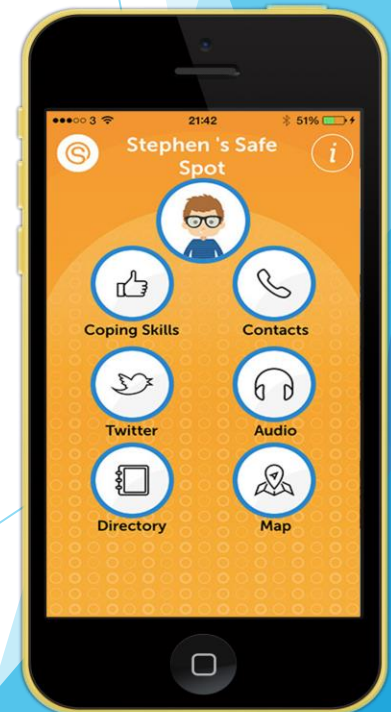 3 21:42 51%
Stephen 's Safe
Spot
i
Coping Skills
Contacts
Twitter
Audio
Directory
Map